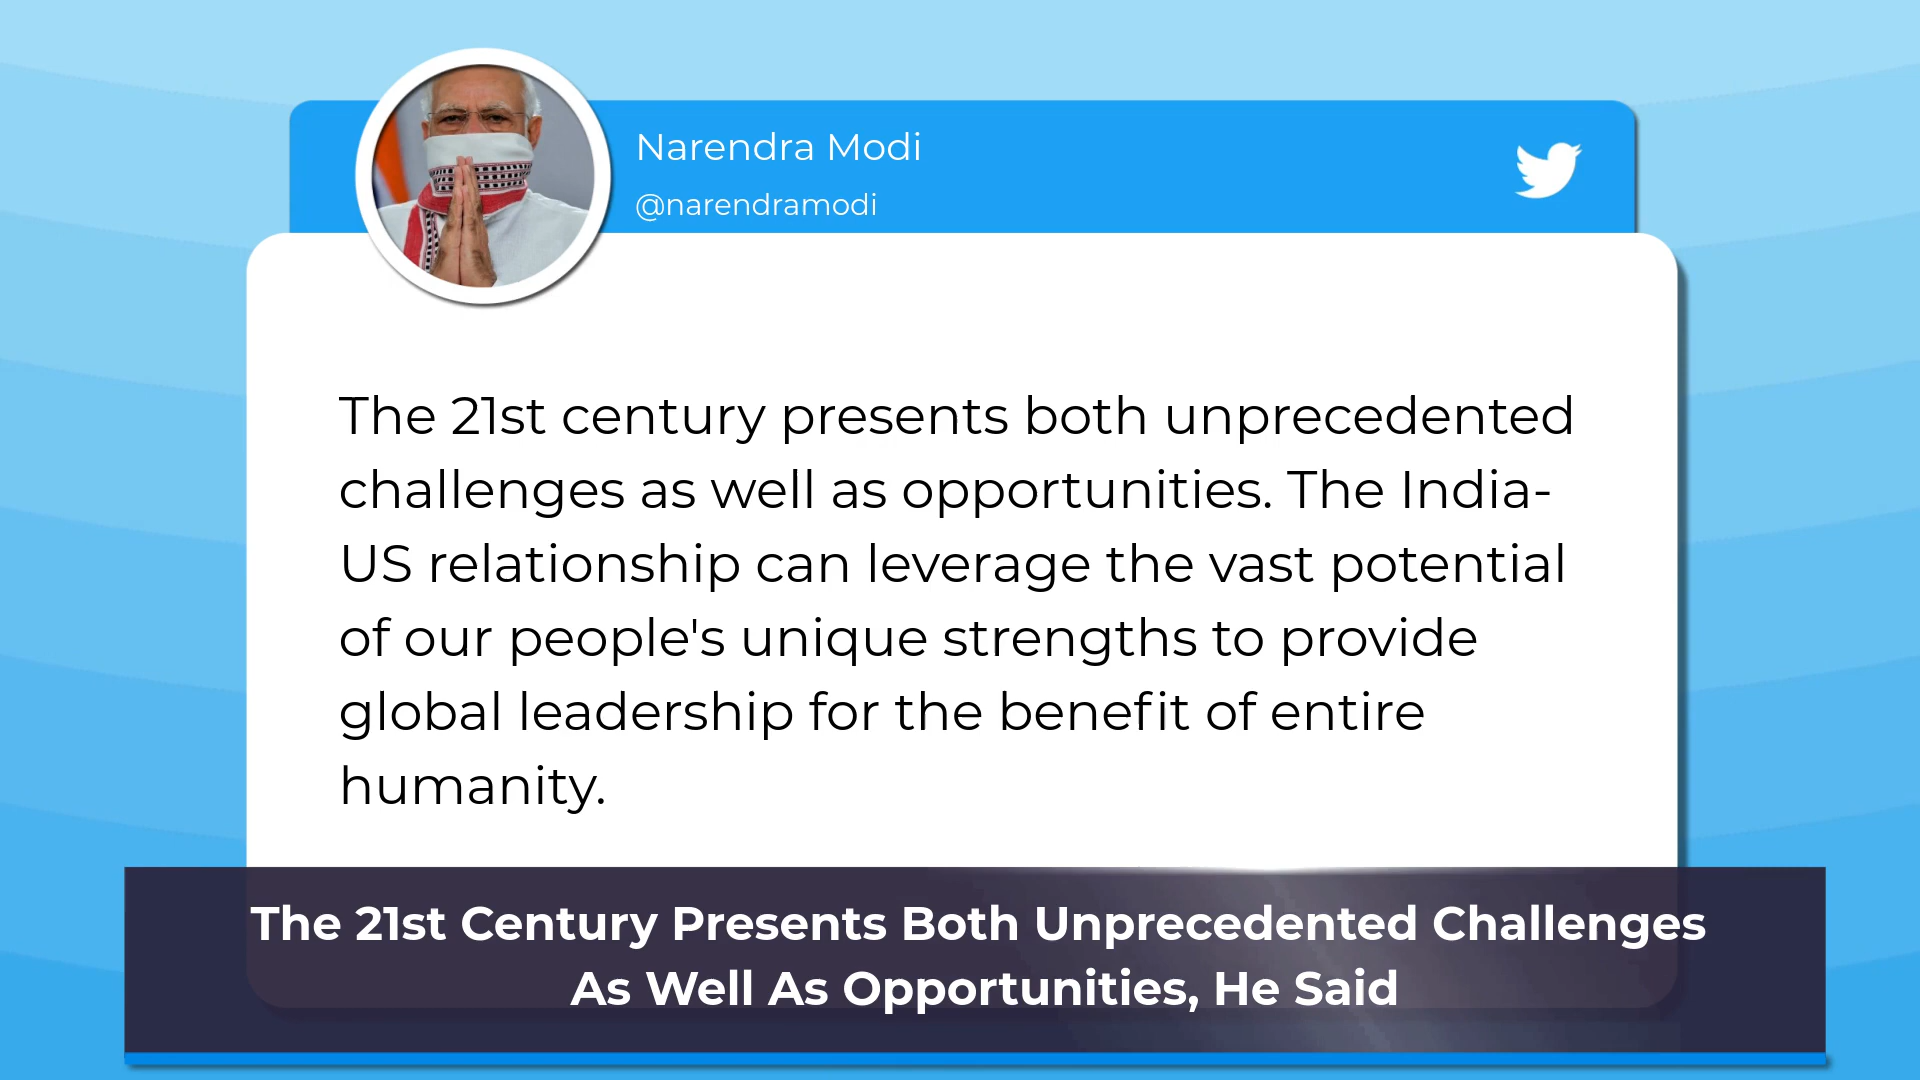 Narendra Modi
@narendramodi
The 21st century presents both unprecedented
challenges as well as opportunities. The India-
US relationship can leverage the vast potential
of our people's unique strengths to provide
global leadership for the benefit of entire
humanity.
The 21st Century Presents Both Unprecedented Challenges
As Well As Opportunities, He Said